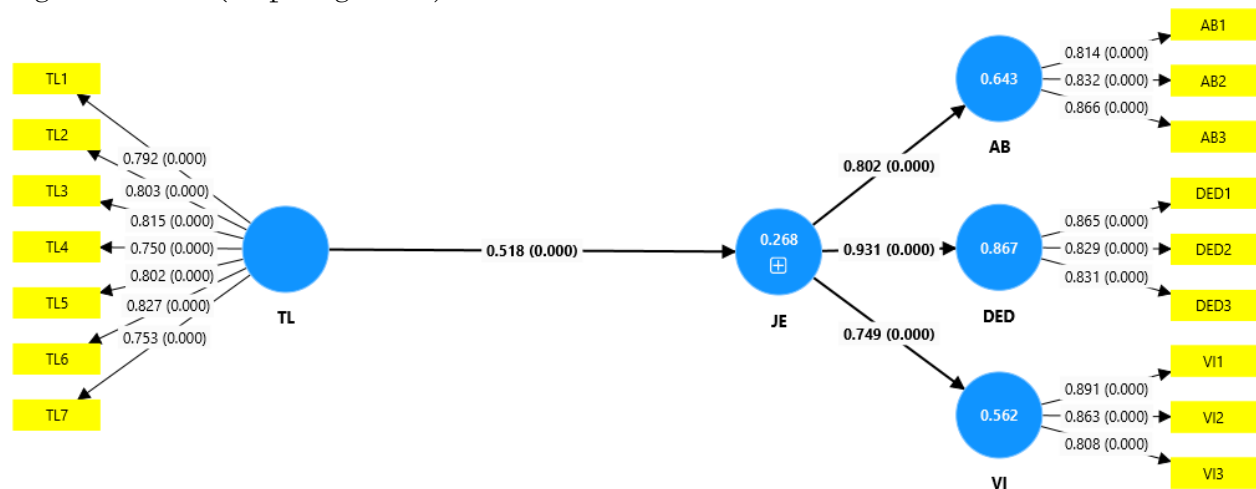 TL1
TL2
TL3
TL4
TL5
TL6
TL7
0.792 (0.000)
0.803 (0.000)
0.815 (0.000)
0.750 (0.000)
0.802 (0.000)
0.827 (0.000)
0.753 (0.000)
TL
0.518 (0.000)
0.268
JE
0.802 (0.000)
0.931 (0.000)
0.749 (0.000)
0.643
AB
0.867
DED
0.562
VI
0.814 (0.000)
0.832 (0.000)
0.866 (0.000)
0.865 (0.000)
0.829 (0.000)
0.831 (0.000)
0.891 (0.000)
0.863 (0.000)
0.808 (0.000)
AB1
AB2
AB3
DED1
DED2
DED3
VI1
VI2
VI3